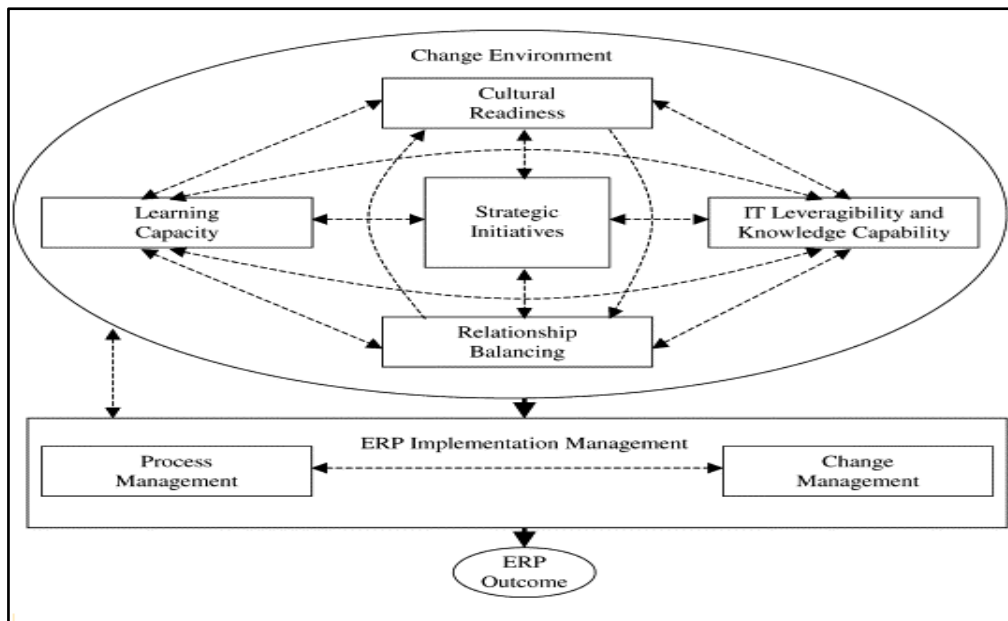 Change Environment
Cultural
Readiness
Learning
Capacity
Strategic
Initiatives
IT Leveragibility and
Knowledge Capability
Relationship
Balancing
ERP Implementation Management
Process
Management
Change
Management
ERP
Outcome